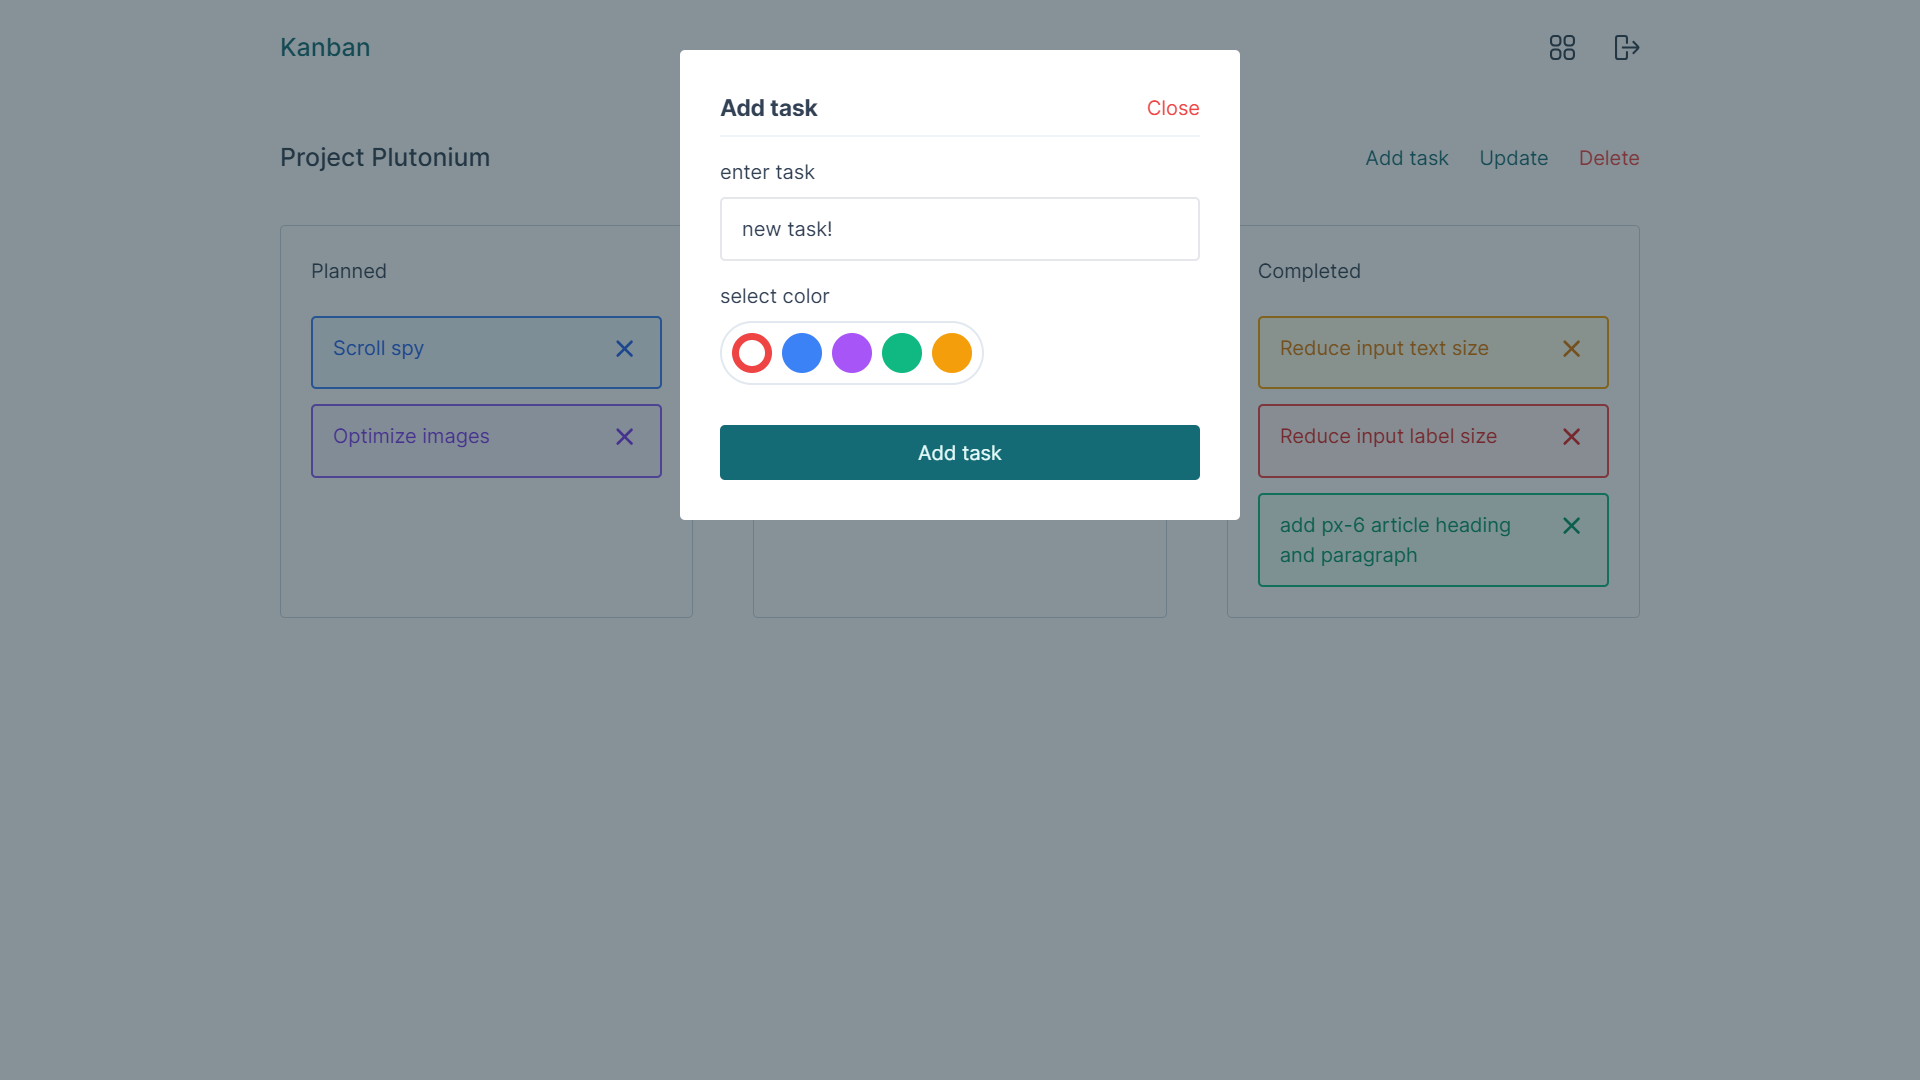 Kanban
Project Plutonium
Add task
Update
Delete
Planned
Scroll spy
Optimize images
Completed
Reduce input text size
Reduce input label size
add px-6 article heading
and paragraph
Add task
Close
enter task
new task!
select color
Add task